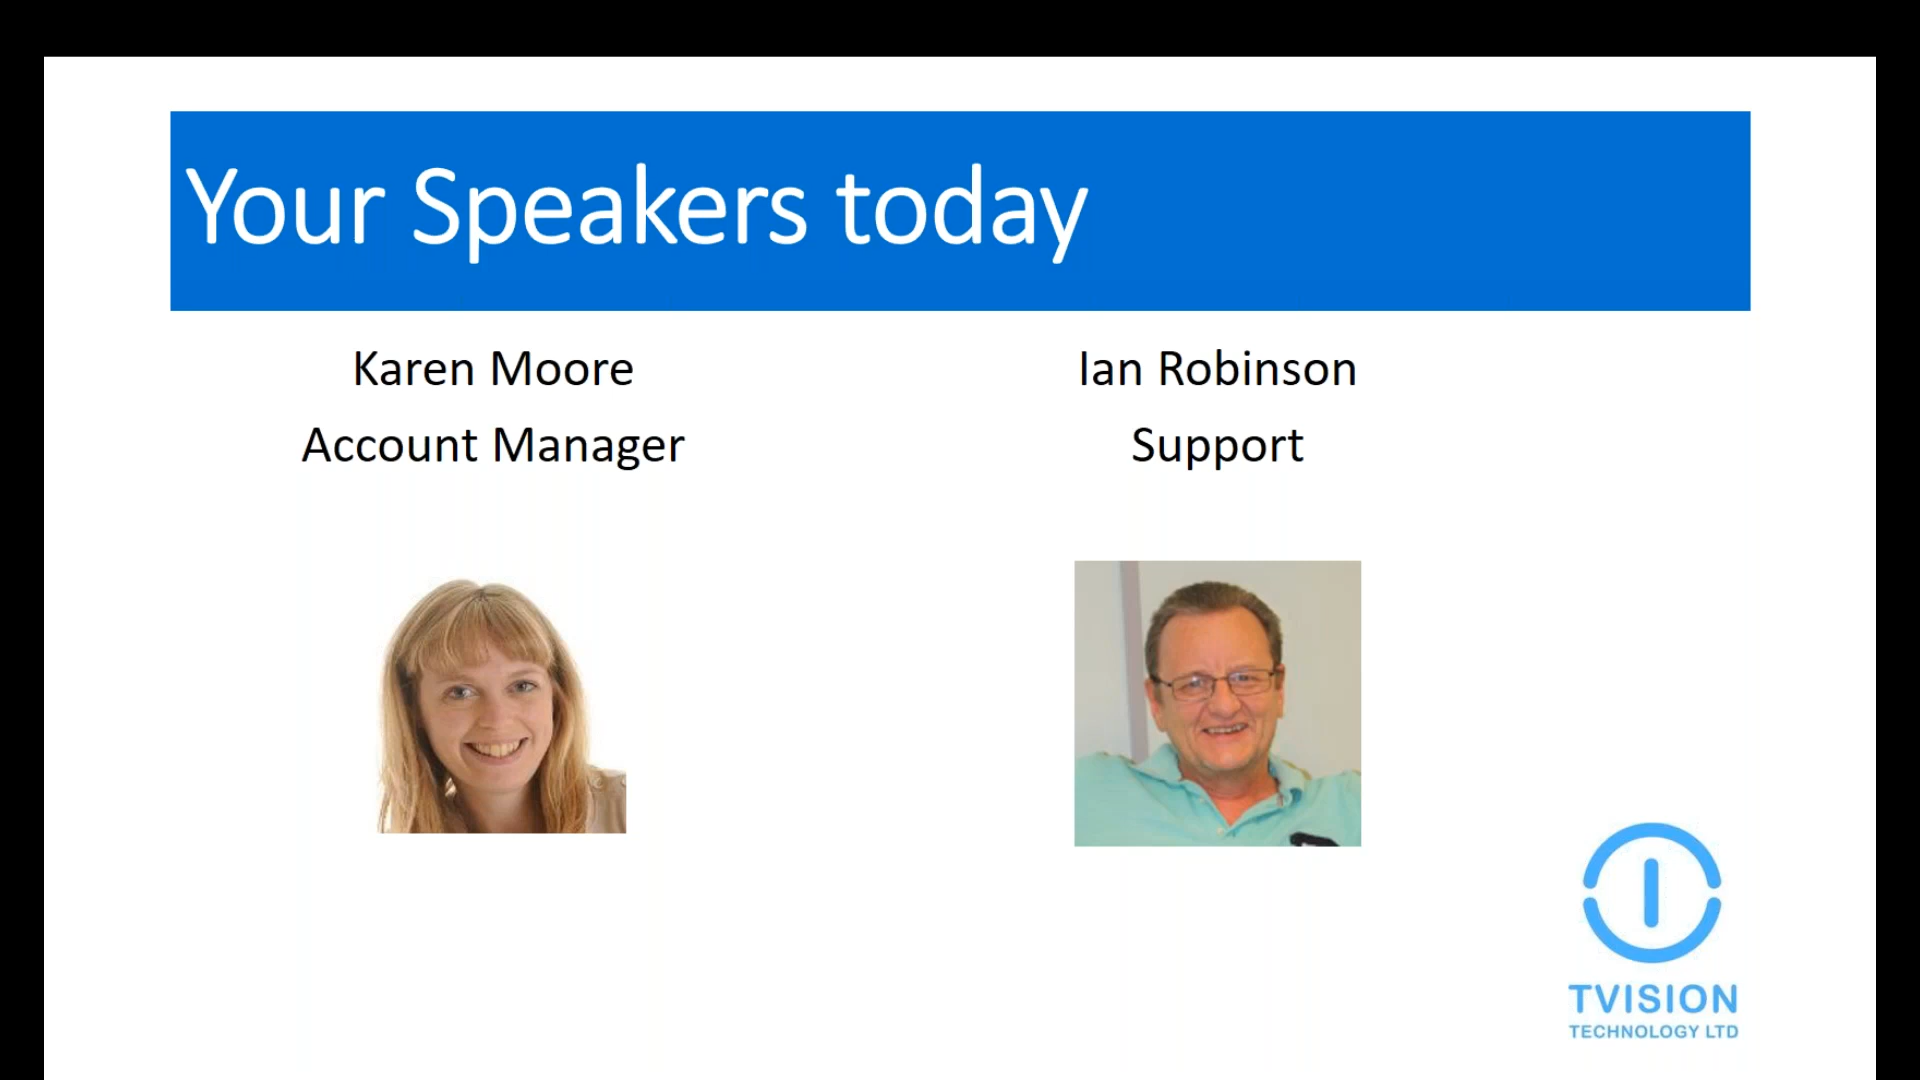 Your Speakers today
Karen Moore
Account Manager
Ian Robinson
Support
TVISION
TECHNOLOGY LTD